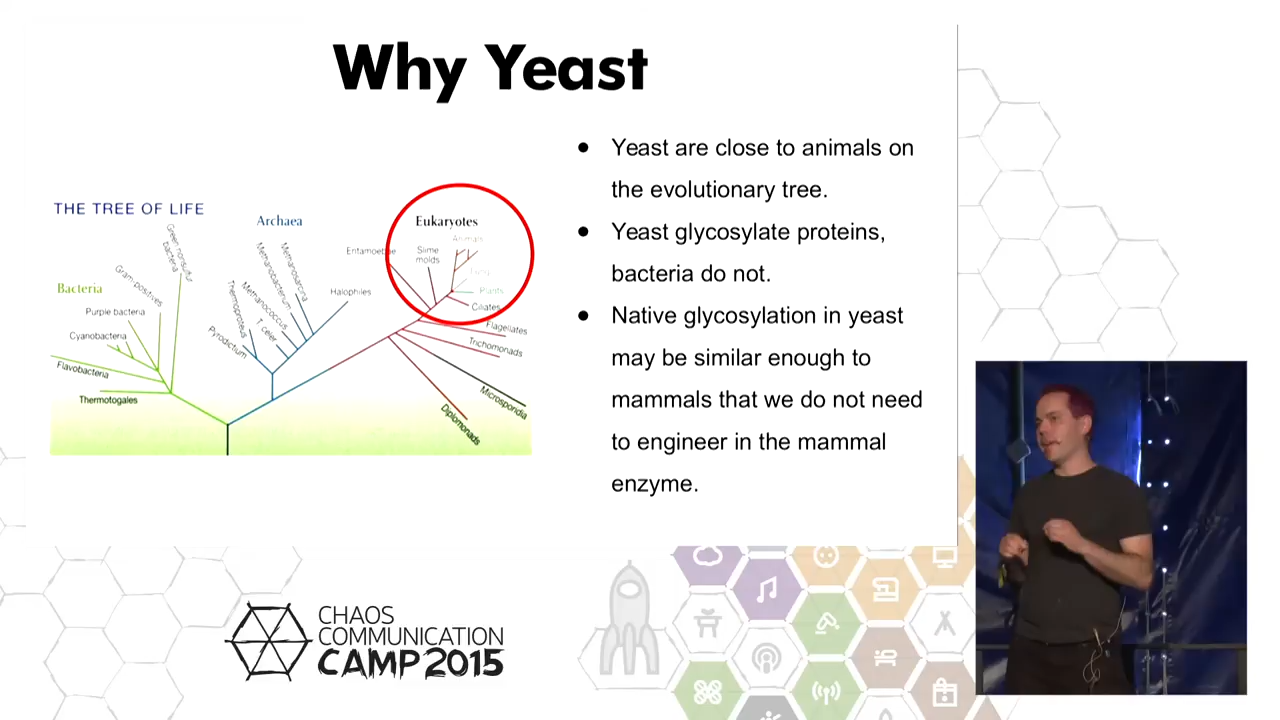 Why Yeast
THE TREE OF LIFE
Bacteria
Green nonsulfur
bacteria
Gram positives
Purple bacteria
Cyanobacteria
Flavobacteria
Thermotogales
Archaea
Methanosarcina
Methanobacterium
Methanococcus
T. celer
Thermoproteus
Pyrodictium
Halophiles
Eukaryotes
Entamoebae
Slime
molds
Animals
Fungi
Plants
Ciliates
Flagellates
Trichomonads
Microsporidia
Diplomonads
● Yeast are close to animals on
the evolutionary tree.
● Yeast glycosylate proteins,
bacteria do not.
● Native glycosylation in yeast
may be similar enough to
mammals that we do not need
to engineer in the mammal
enzyme.
CHAOS
COMMUNICATION
CAMP 2015